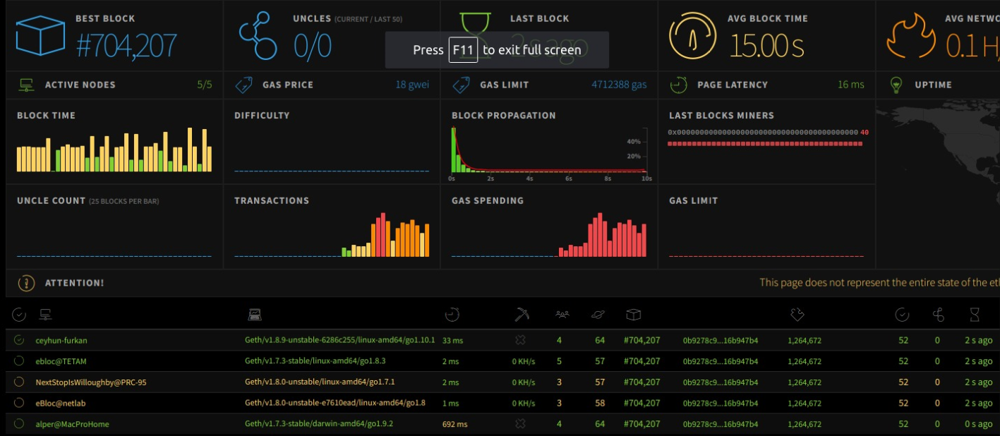 BEST BLOCK
#704,207
UNCLES (CURRENT / LAST 50)
0/0
LAST BLOCK
2 s ago
Press F11 to exit full screen
AVG BLOCK TIME
15.00 s
AVG NETWO
0.1 H/
ACTIVE NODES 5/5
GAS PRICE 18 gwei
GAS LIMIT 4712388 gas
PAGE LATENCY 16 ms
UPTIME
BLOCK TIME
DIFFICULTY
BLOCK PROPAGATION
40%
20%
0s 2s 4s 6s 8s 10s
LAST BLOCKS MINERS
0x0000000000000000000000000000000000000000 40
UNCLE COUNT (25 BLOCKS PER BAR)
TRANSACTIONS
GAS SPENDING
GAS LIMIT
ATTENTION! This page does not represent the entire state of the et
ceyhun-furkan Geth/v1.8.9-unstable-6286c255/linux-amd64/go1.10.1 33 ms 4 64 #704,207 0b9278c9...16b947b4 1,264,672 52 0 2 s ago
ebloc@TETAM Geth/v1.7.3-stable/linux-amd64/go1.8.3 2 ms 0 KH/s 5 57 #704,207 0b9278c9...16b947b4 1,264,672 52 0 2 s ago
NextStopIsWilloughby@PRC-95 Geth/v1.8.0-unstable/linux-amd64/go1.7.1 2 ms 0 KH/s 3 57 #704,207 0b9278c9...16b947b4 1,264,672 52 0 2 s ago
eBloc@netlab Geth/v1.8.0-unstable-e7610ead/linux-amd64/go1.8 1 ms 0 KH/s 3 58 #704,207 0b9278c9...16b947b4 1,264,672 52 0 2 s ago
alper@MacProHome Geth/v1.7.3-stable/darwin-amd64/go1.9.2 692 ms 4 64 #704,207 0b9278c9...16b947b4 1,264,672 52 0 0 s ago